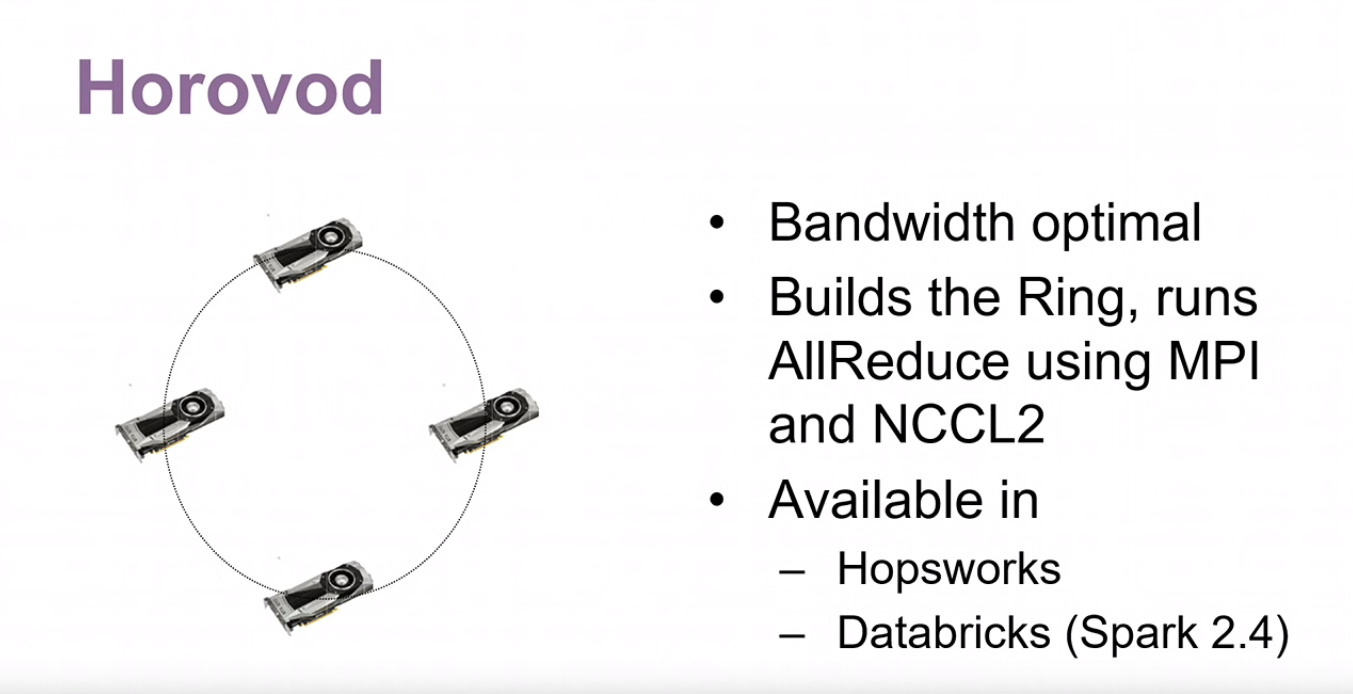 Horovod
• Bandwidth optimal
• Builds the Ring, runs
AllReduce using MPI
and NCCL2
• Available in
– Hopsworks
– Databricks (Spark 2.4)